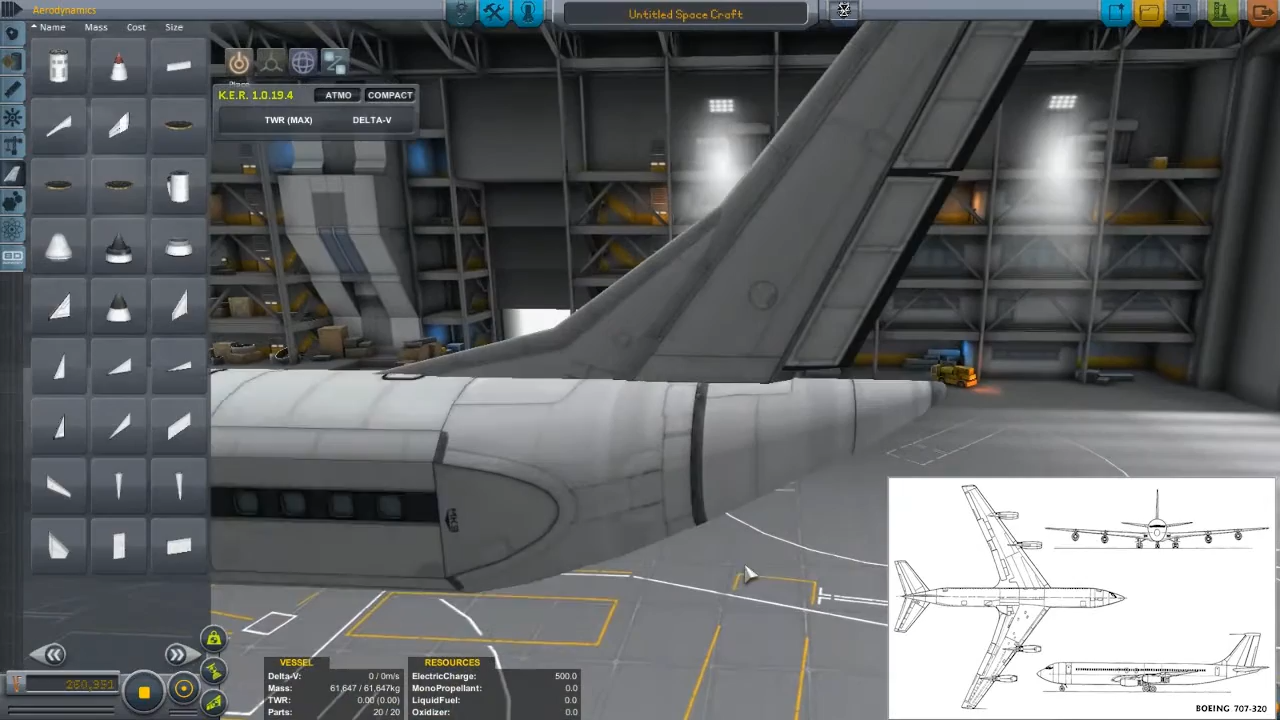 Aerodynamics
Untitled Space Craft
Name Mass Cost Size
K.E.R. 1.0.19.4 ATMO COMPACT
TWR (MAX) DELTA-V
VESSEL
Delta-V: 0 / 0m/s
Mass: 61,647 / 61,647kg
TWR: 0.00 (0.00)
Parts: 20 / 20
RESOURCES
ElectricCharge: 500.0
MonoPropellant: 0.0
LiquidFuel: 0.0
Oxidizer: 0.0
BOEING 707-320